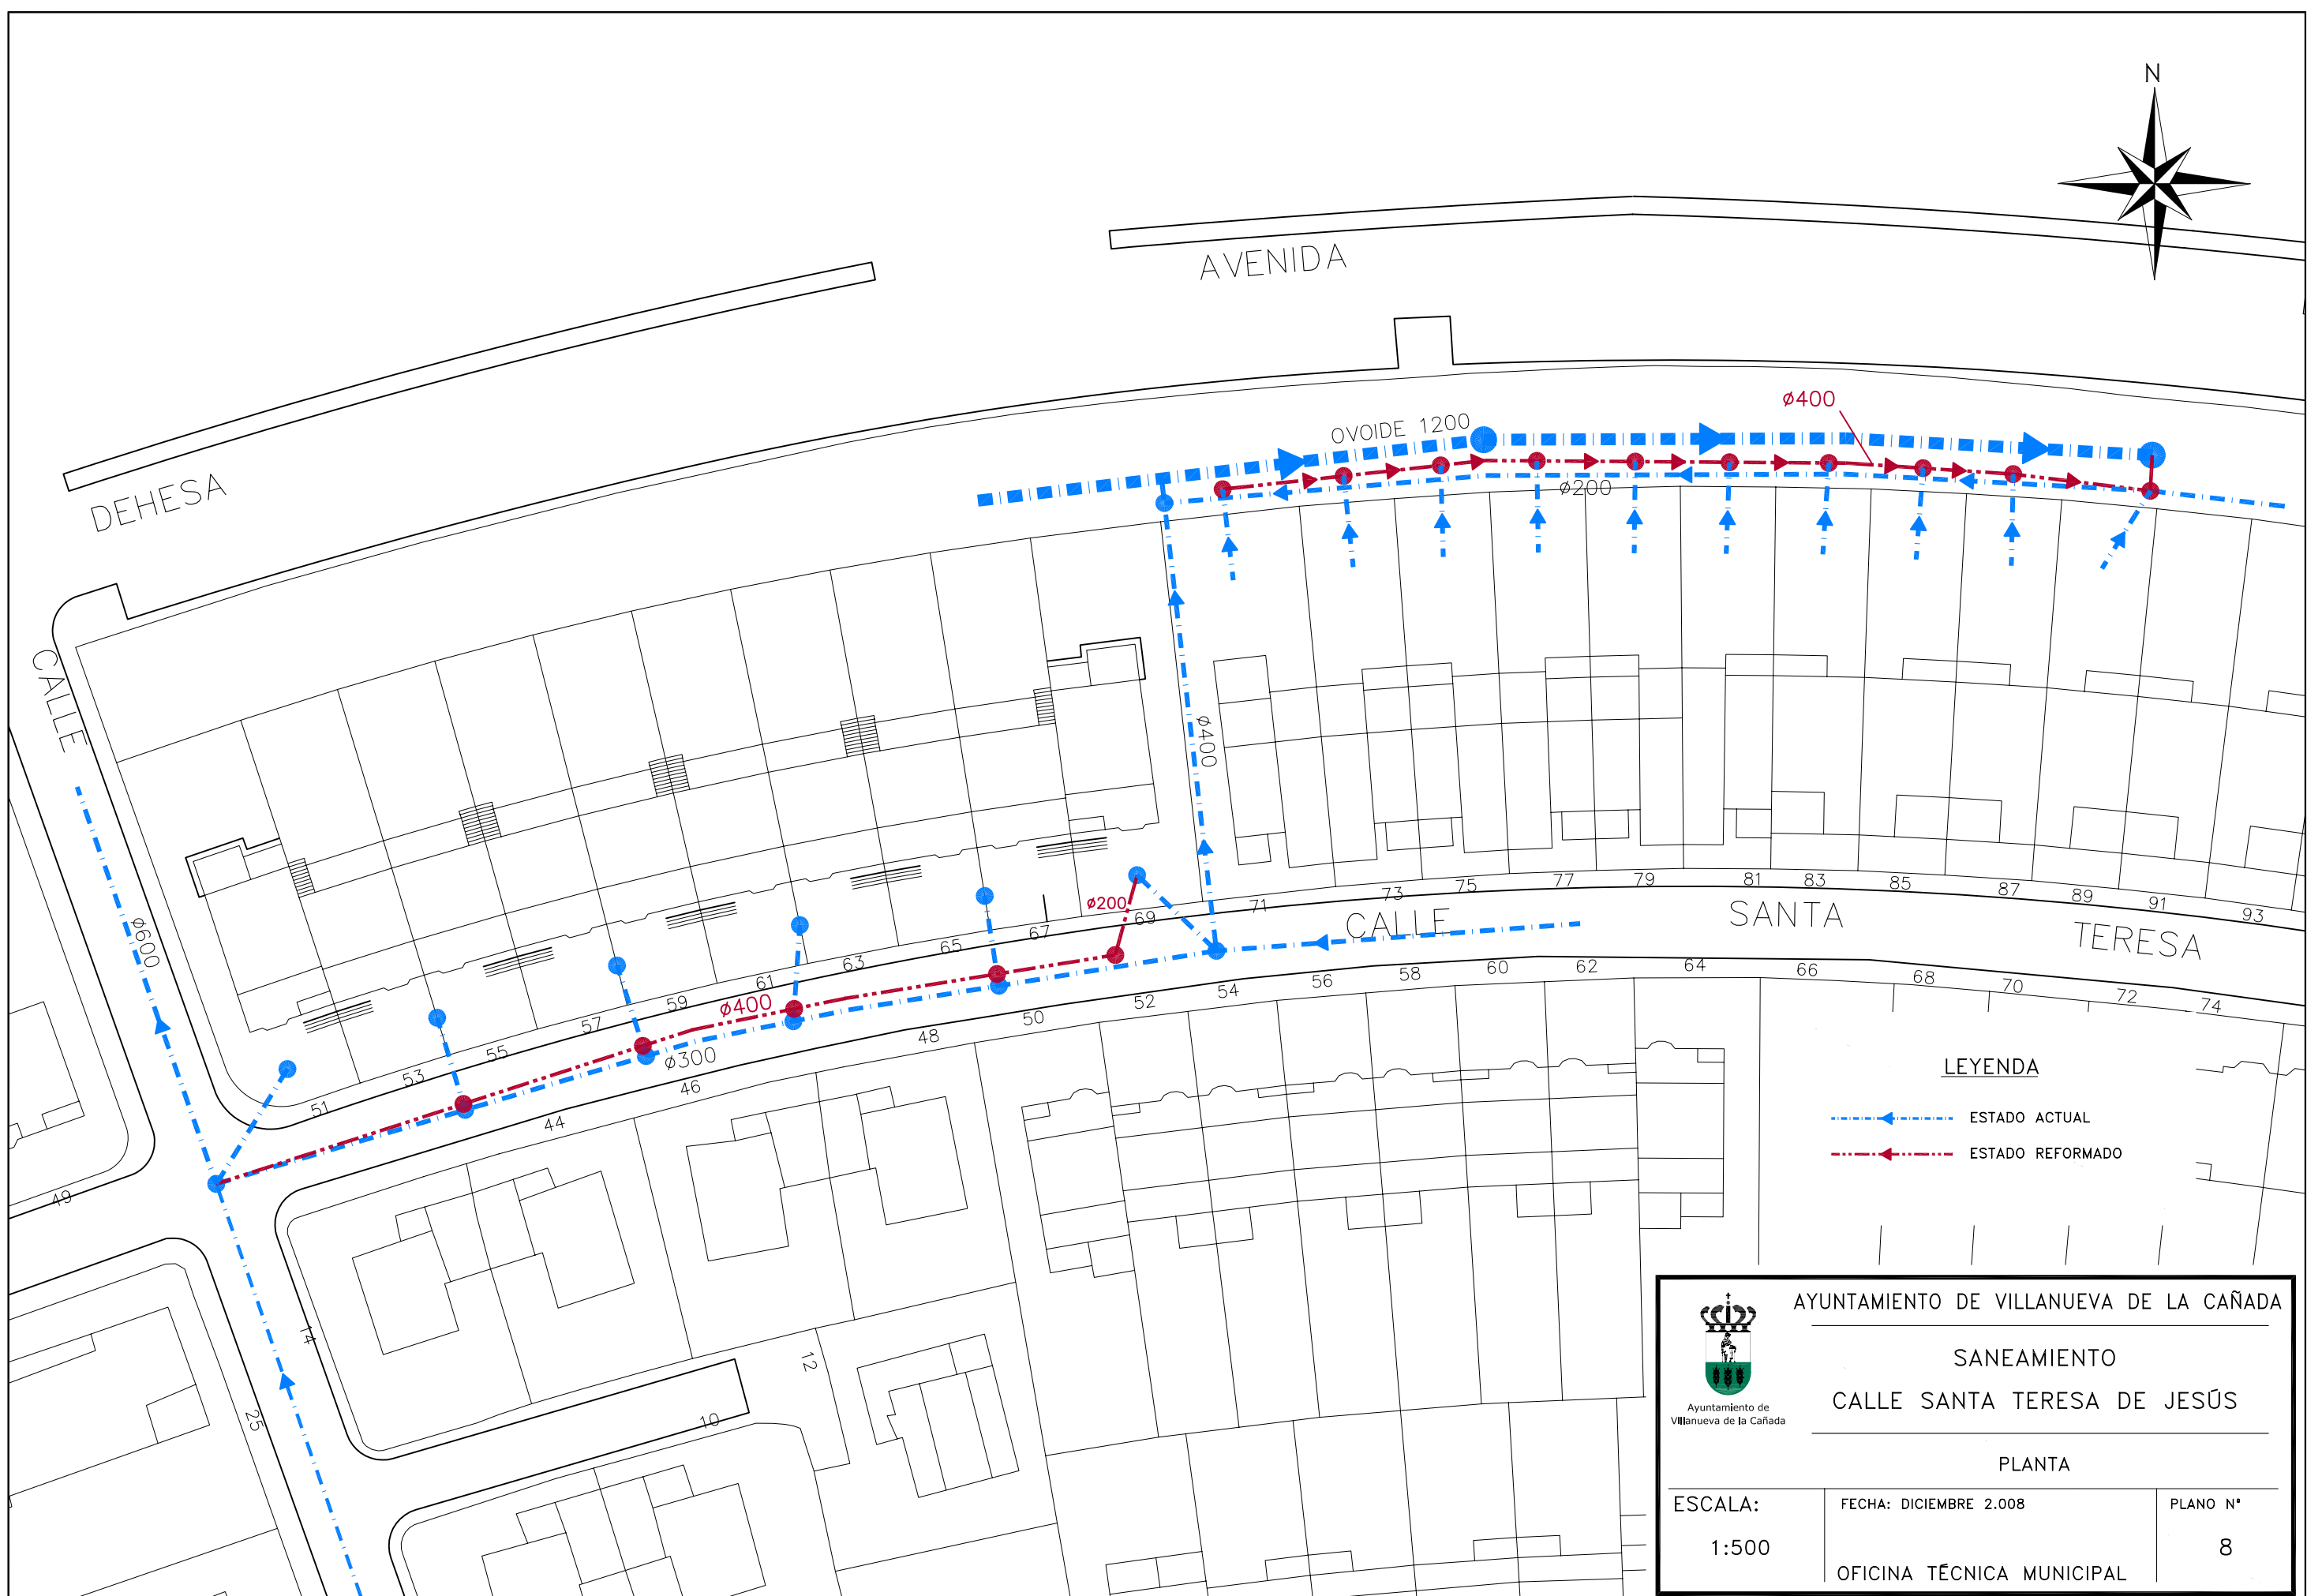 N
AVENIDA
DEHESA
CALLE
OVOIDE 1200
ø400
ø200
ø400
ø600
ø200
ø400
ø300
51
53
55
57
59
61
63
65
67
69
71
73
75
77
79
81
83
85
87
89
91
93
CALLE
SANTA
TERESA
44
46
48
50
52
54
56
58
60
62
64
66
68
70
72
74
49
14
25
12
10
LEYENDA
ESTADO ACTUAL
ESTADO REFORMADO
AYUNTAMIENTO DE VILLANUEVA DE LA CAÑADA
SANEAMIENTO
CALLE SANTA TERESA DE JESÚS
PLANTA
Ayuntamiento de
Villanueva de la Cañada
ESCALA:
1:500
FECHA: DICIEMBRE 2.008
OFICINA TÉCNICA MUNICIPAL
PLANO Nº
8